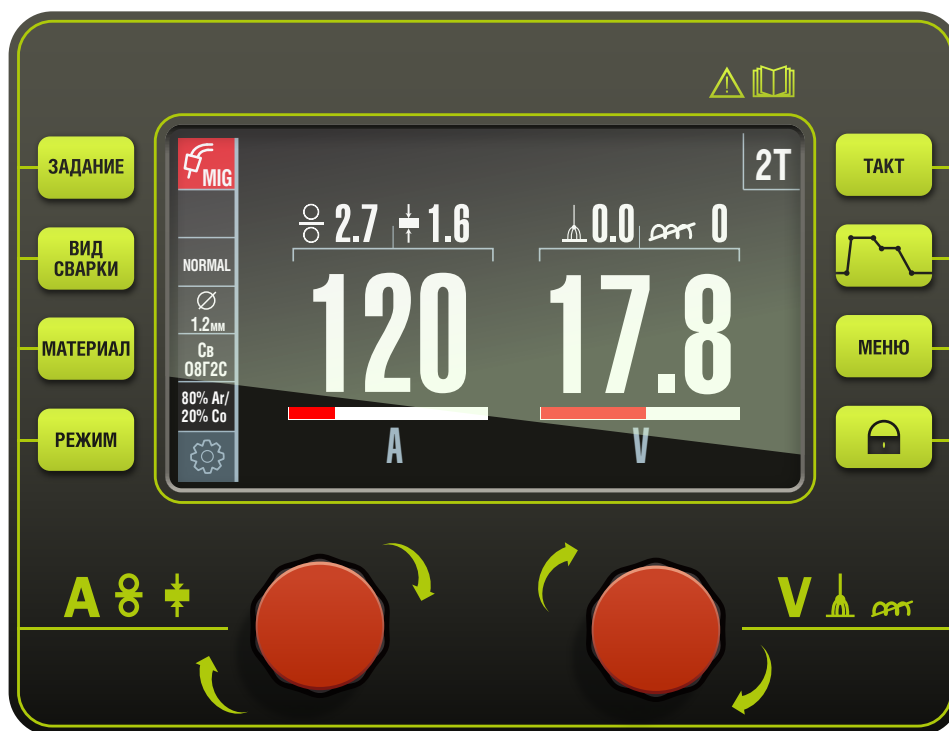 ЗАДАНИЕ
ВИД
СВАРКИ
МАТЕРИАЛ
РЕЖИМ
MIG
NORMAL
1.2мм
Св
08Г2С
80% Ar/
20% Co
2T
2.7 1.6
0.0 0
120
17.8
A
V
ТАКТ
МЕНЮ
A
V